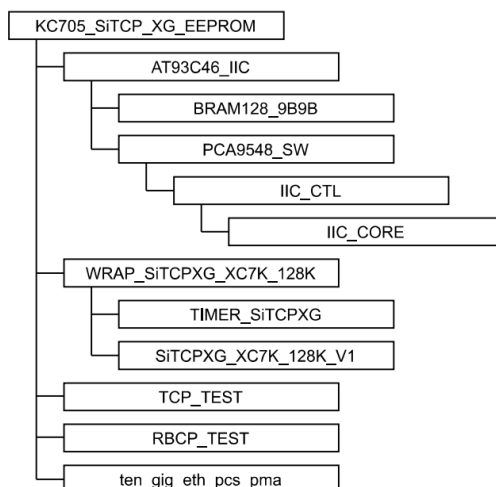 KC705_SiTCP_XG_EEPROM
AT93C46_IIC
BRAM128_9B9B
PCA9548_SW
IIC_CTL
IIC_CORE
WRAP_SiTCPXG_XC7K_128K
TIMER_SiTCPXG
SiTCPXG_XC7K_128K_V1
TCP_TEST
RBCP_TEST
ten_gig_eth_pcs_pma